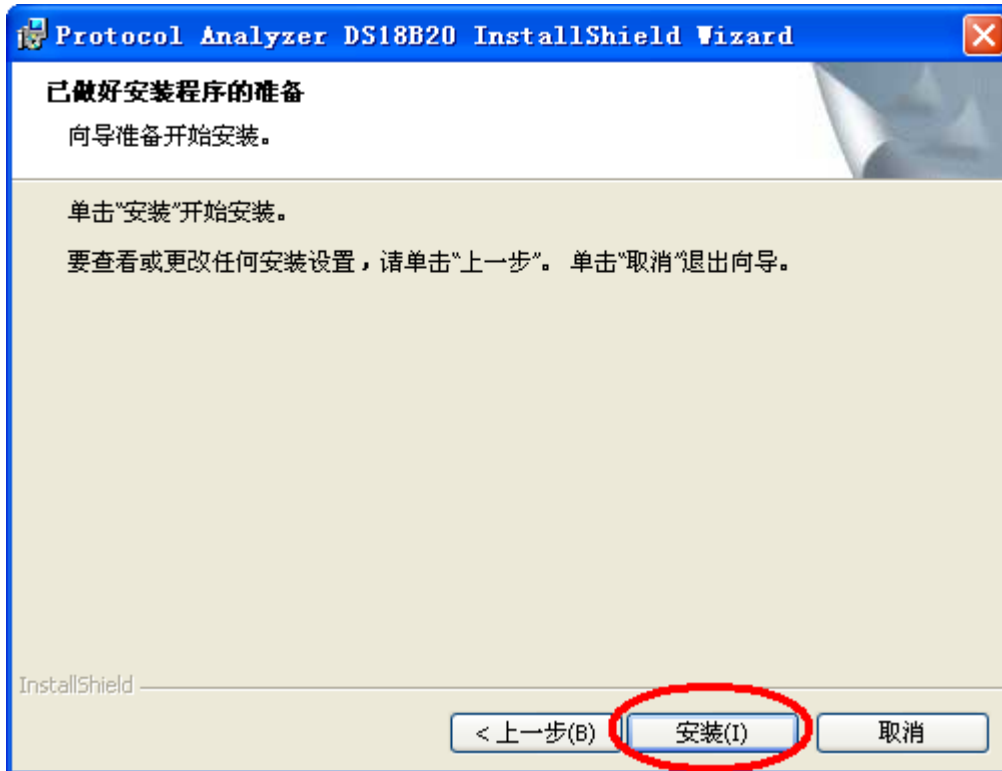 Protocol Analyzer DS18B20 InstallShield Wizard
已做好安装程序的准备
向导准备开始安装。
单击“安装”开始安装。
要查看或更改任何安装设置，请单击“上一步”。 单击“取消”退出向导。
InstallShield
< 上一步(B)
安装(I)
取消